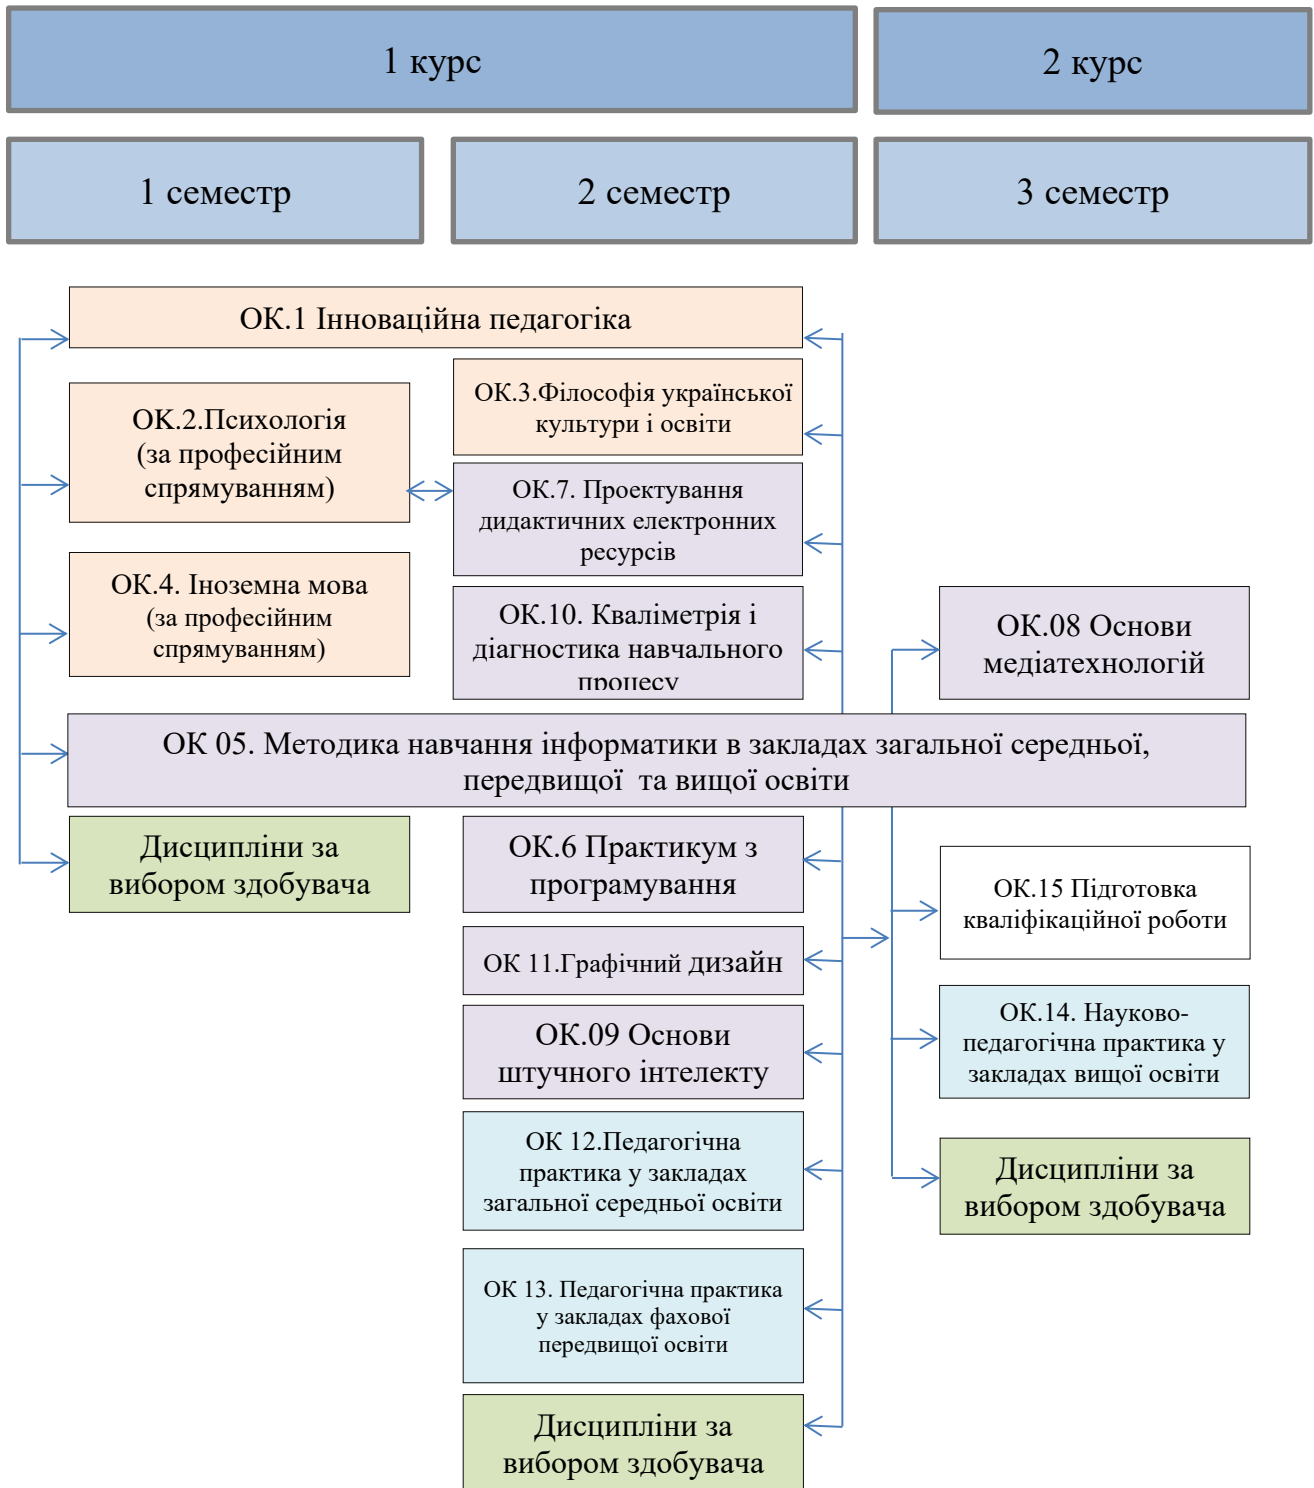 1 курс
2 курс
1 семестр
2 семестр
3 семестр
ОК.1 Інноваційна педагогіка
ОК.2.Психологія
(за професійним
спрямуванням)
ОК.3.Філософія української
культури і освіти
ОК.7. Проектування
дидактичних електронних
ресурсів
ОК.4. Іноземна мова
(за професійним
спрямуванням)
ОК.10. Кваліметрія і
діагностика навчального
процесу
ОК.08 Основи
медіатехнологій
ОК 05. Методика навчання інформатики в закладах загальної середньої,
передвищої та вищої освіти
Дисципліни за
вибором здобувача
ОК.6 Практикум з
програмування
ОК.15 Підготовка
кваліфікаційної роботи
ОК 11.Графічний дизайн
ОК.09 Основи
штучного інтелекту
ОК.14. Науково-
педагогічна практика у
закладах вищої освіти
ОК 12.Педагогічна
практика у закладах
загальної середньої освіти
Дисципліни за
вибором здобувача
ОК 13. Педагогічна практика
у закладах фахової
передвищої освіти
Дисципліни за
вибором здобувача